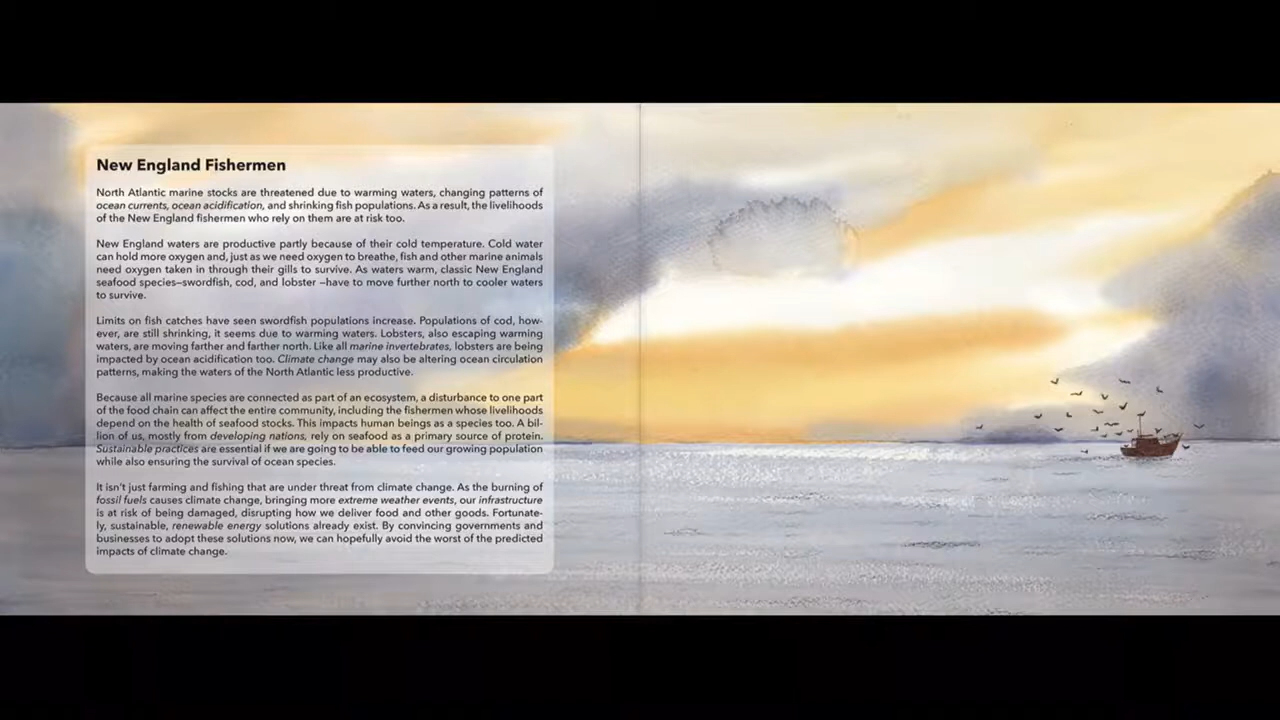 New England Fishermen
North Atlantic marine stocks are threatened due to warming waters, changing patterns of
ocean currents, ocean acidification, and shrinking fish populations. As a result, the livelihoods
of the New England fishermen who rely on them are at risk too.
New England waters are productive partly because of their cold temperature. Cold water
can hold more oxygen and, just as we need oxygen to breathe, fish and other marine animals
need oxygen taken in through their gills to survive. As waters warm, classic New England
seafood species—swordfish, cod, and lobster —have to move further north to cooler waters
to survive.
Limits on fish catches have seen swordfish populations increase. Populations of cod, how-
ever, are still shrinking, it seems due to warming waters. Lobsters, also escaping warming
waters, are moving farther and farther north. Like all marine invertebrates, lobsters are being
impacted by ocean acidification too. Climate change may also be altering ocean circulation
patterns, making the waters of the North Atlantic less productive.
Because all marine species are connected as part of an ecosystem, a disturbance to one part
of the food chain can affect the entire community, including the fishermen whose livelihoods
depend on the health of seafood stocks. This impacts human beings as a species too. A bil-
lion of us, mostly from developing nations, rely on seafood as a primary source of protein.
Sustainable practices are essential if we are going to be able to feed our growing population
while also ensuring the survival of ocean species.
It isn't just farming and fishing that are under threat from climate change. As the burning of
fossil fuels causes climate change, bringing more extreme weather events, our infrastructure
is at risk of being damaged, disrupting how we deliver food and other goods. Fortunate-
ly, sustainable, renewable energy solutions already exist. By convincing governments and
businesses to adopt these solutions now, we can hopefully avoid the worst of the predicted
impacts of climate change.